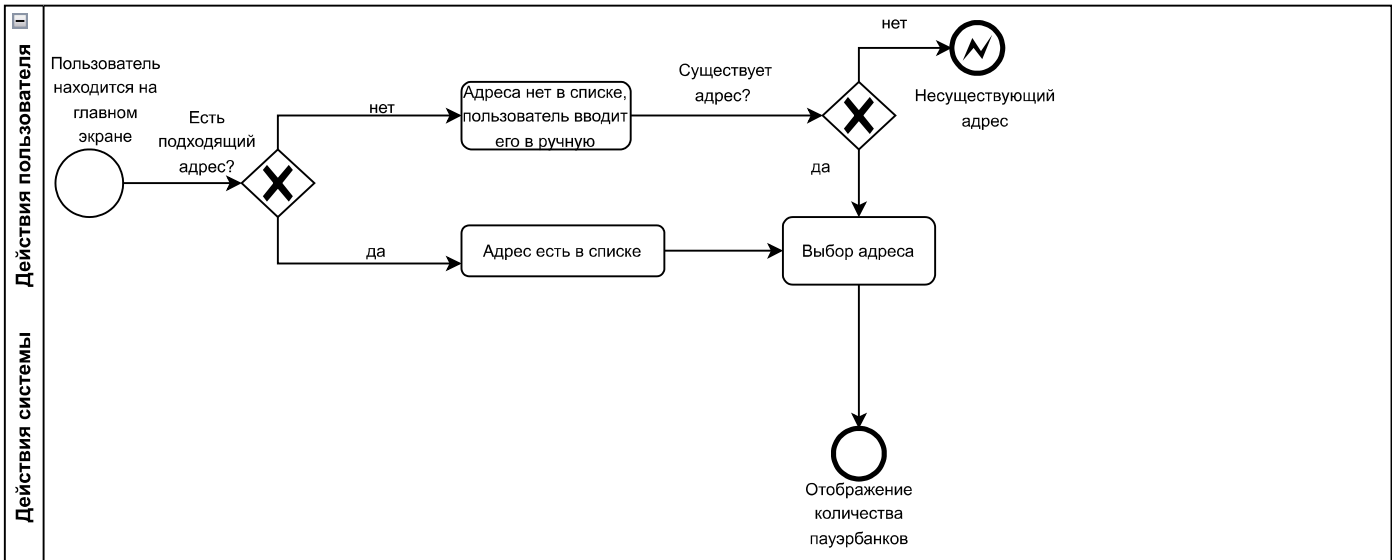 Действия пользователя
Действия системы
Пользователь
находится на
главном
экране
Есть
подходящий
адрес?
нет
да
Адреса нет в списке,
пользователь вводит
его в ручную
Адрес есть в списке
Существует
адрес?
нет
да
Несуществующий
адрес
Выбор адреса
Отображение
количества
пауэрбанков